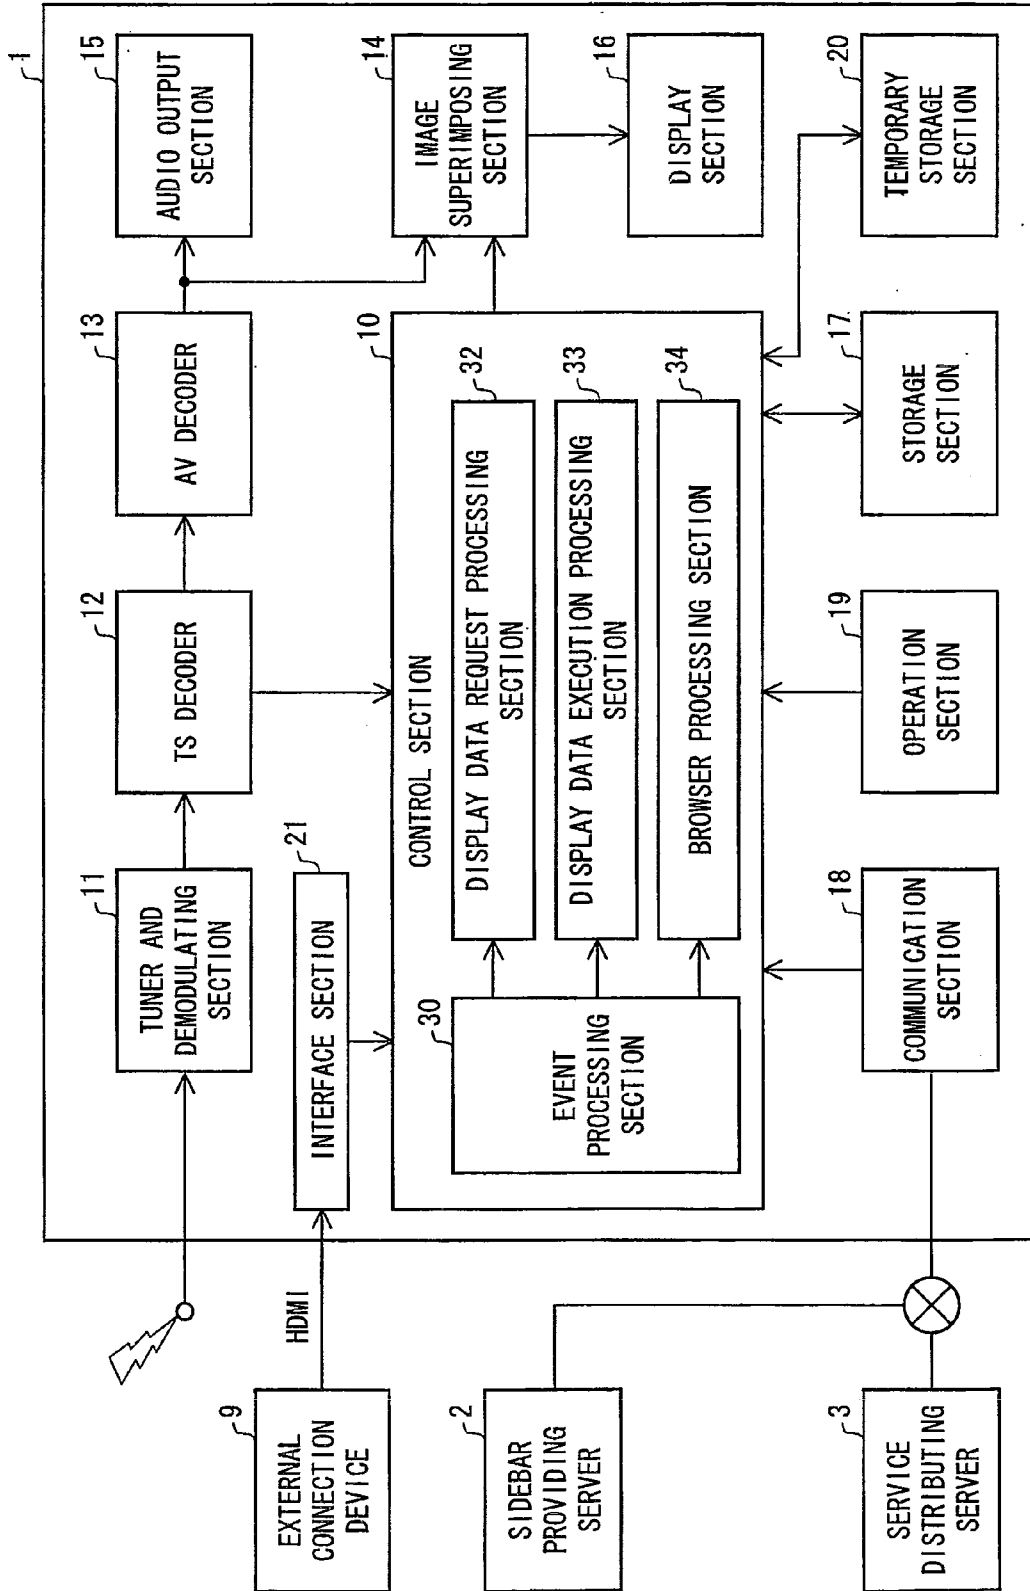 1
11
TUNER AND
DEMODULATING
SECTION
12
TS DECODER
13
AV DECODER
15
AUDIO OUTPUT
SECTION
9
EXTERNAL
CONNECTION
DEVICE
HDMI
21
INTERFACE SECTION
10
CONTROL SECTION
14
IMAGE
SUPERIMPOSING
SECTION
30
EVENT
PROCESSING
SECTION
32
DISPLAY DATA REQUEST PROCESSING
SECTION
33
DISPLAY DATA EXECUTION PROCESSING
SECTION
34
BROWSER PROCESSING SECTION
16
DISPLAY
SECTION
2
SIDEBAR
PROVIDING
SERVER
3
SERVICE
DISTRIBUTING
SERVER
18
COMMUNICATION
SECTION
19
OPERATION
SECTION
17
STORAGE
SECTION
20
TEMPORARY
STORAGE
SECTION